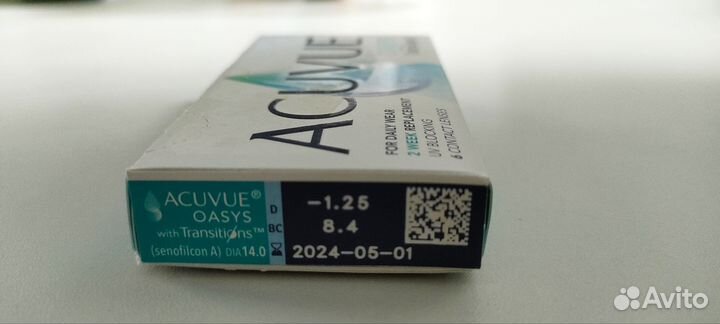 ACUVUE
FOR DAILY WEAR
2 WEEK REPLACEMENT
UV BLOCKING
6 CONTACT LENSES
ACUVUE®
OASYS
with Transitions™
(senofilcon A) DIA 14.0
D -1.25
BC 8.4
2024-05-01
Avito